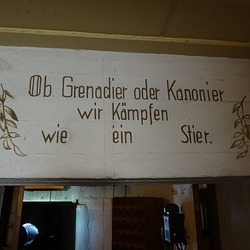 Ob Grenadier oder Kanonier
wir Kämpfen
wie ein Stier.